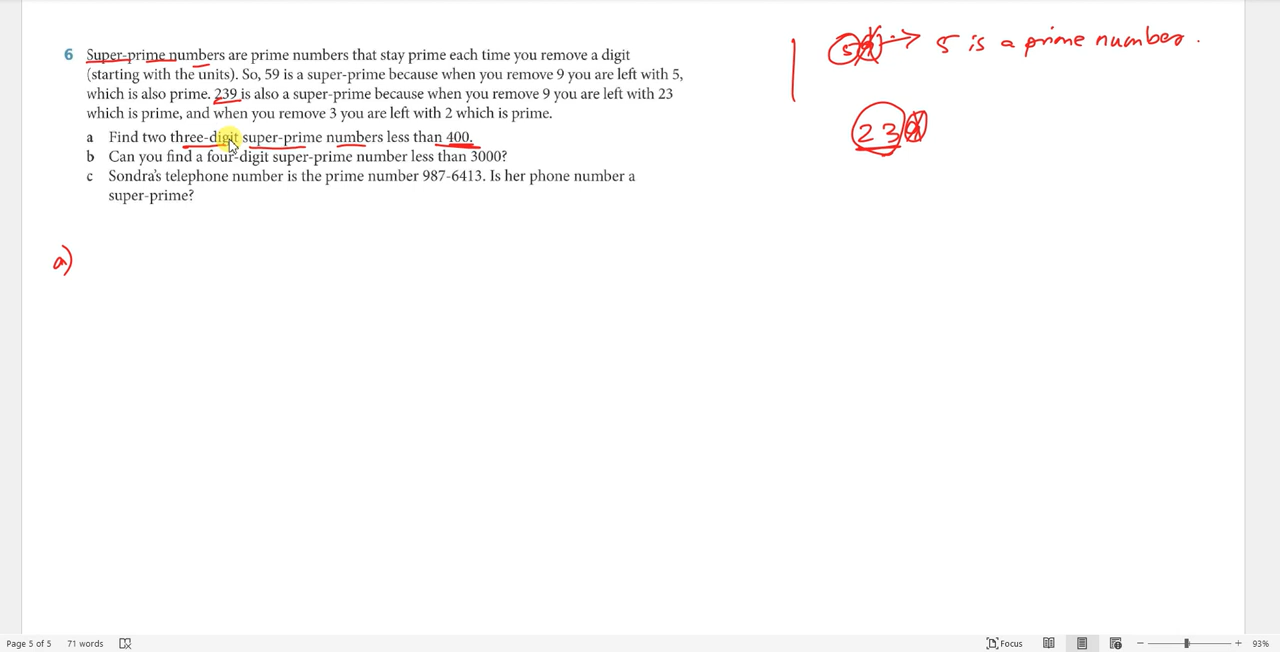 6 Super-prime numbers are prime numbers that stay prime each time you remove a digit
(starting with the units). So, 59 is a super-prime because when you remove 9 you are left with 5,
which is also prime. 239 is also a super-prime because when you remove 9 you are left with 23
which is prime, and when you remove 3 you are left with 2 which is prime.
a Find two three-digit super-prime numbers less than 400.
b Can you find a four-digit super-prime number less than 3000?
c Sondra's telephone number is the prime number 987-6413. Is her phone number a
super-prime?
59 → 5 is a prime number.
239
a)
Page 5 of 5 71 words Focus 93%